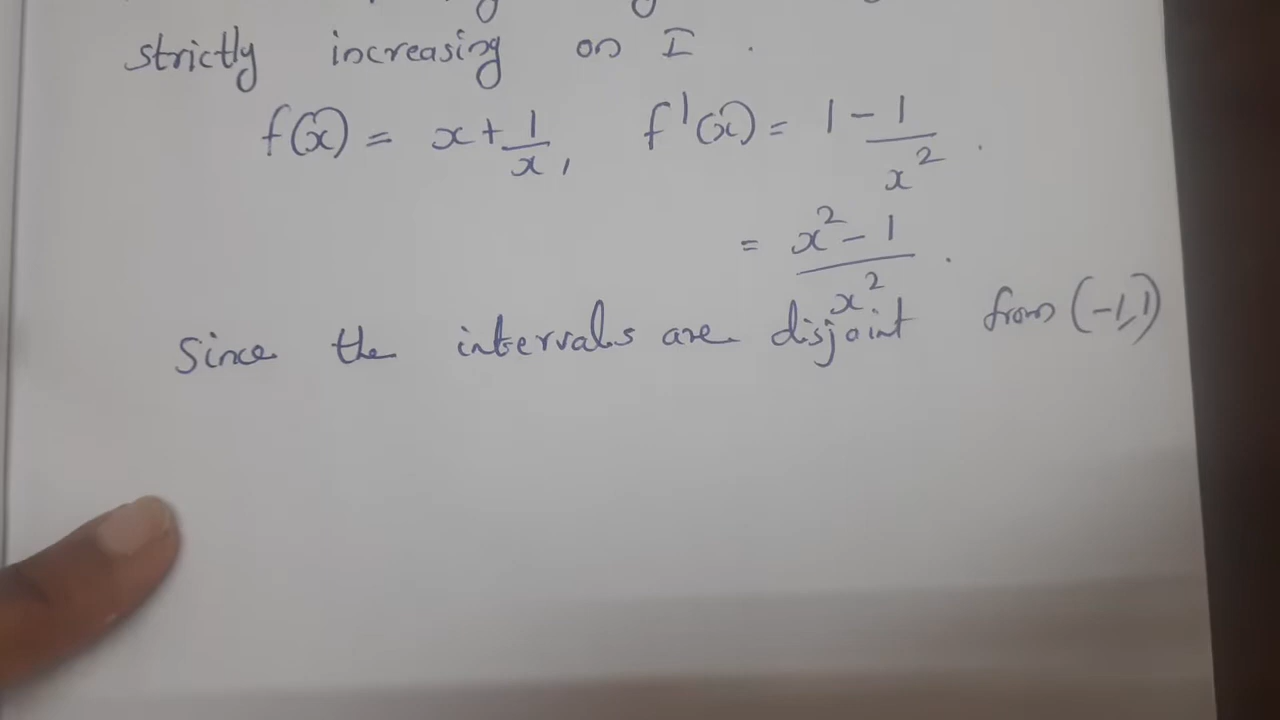 strictly increasing on I .
f(x) = x + 1/x, f'(x) = 1 - 1/x² .
= x² - 1/x² .
Since the intervals are disjoint from (-1,1)